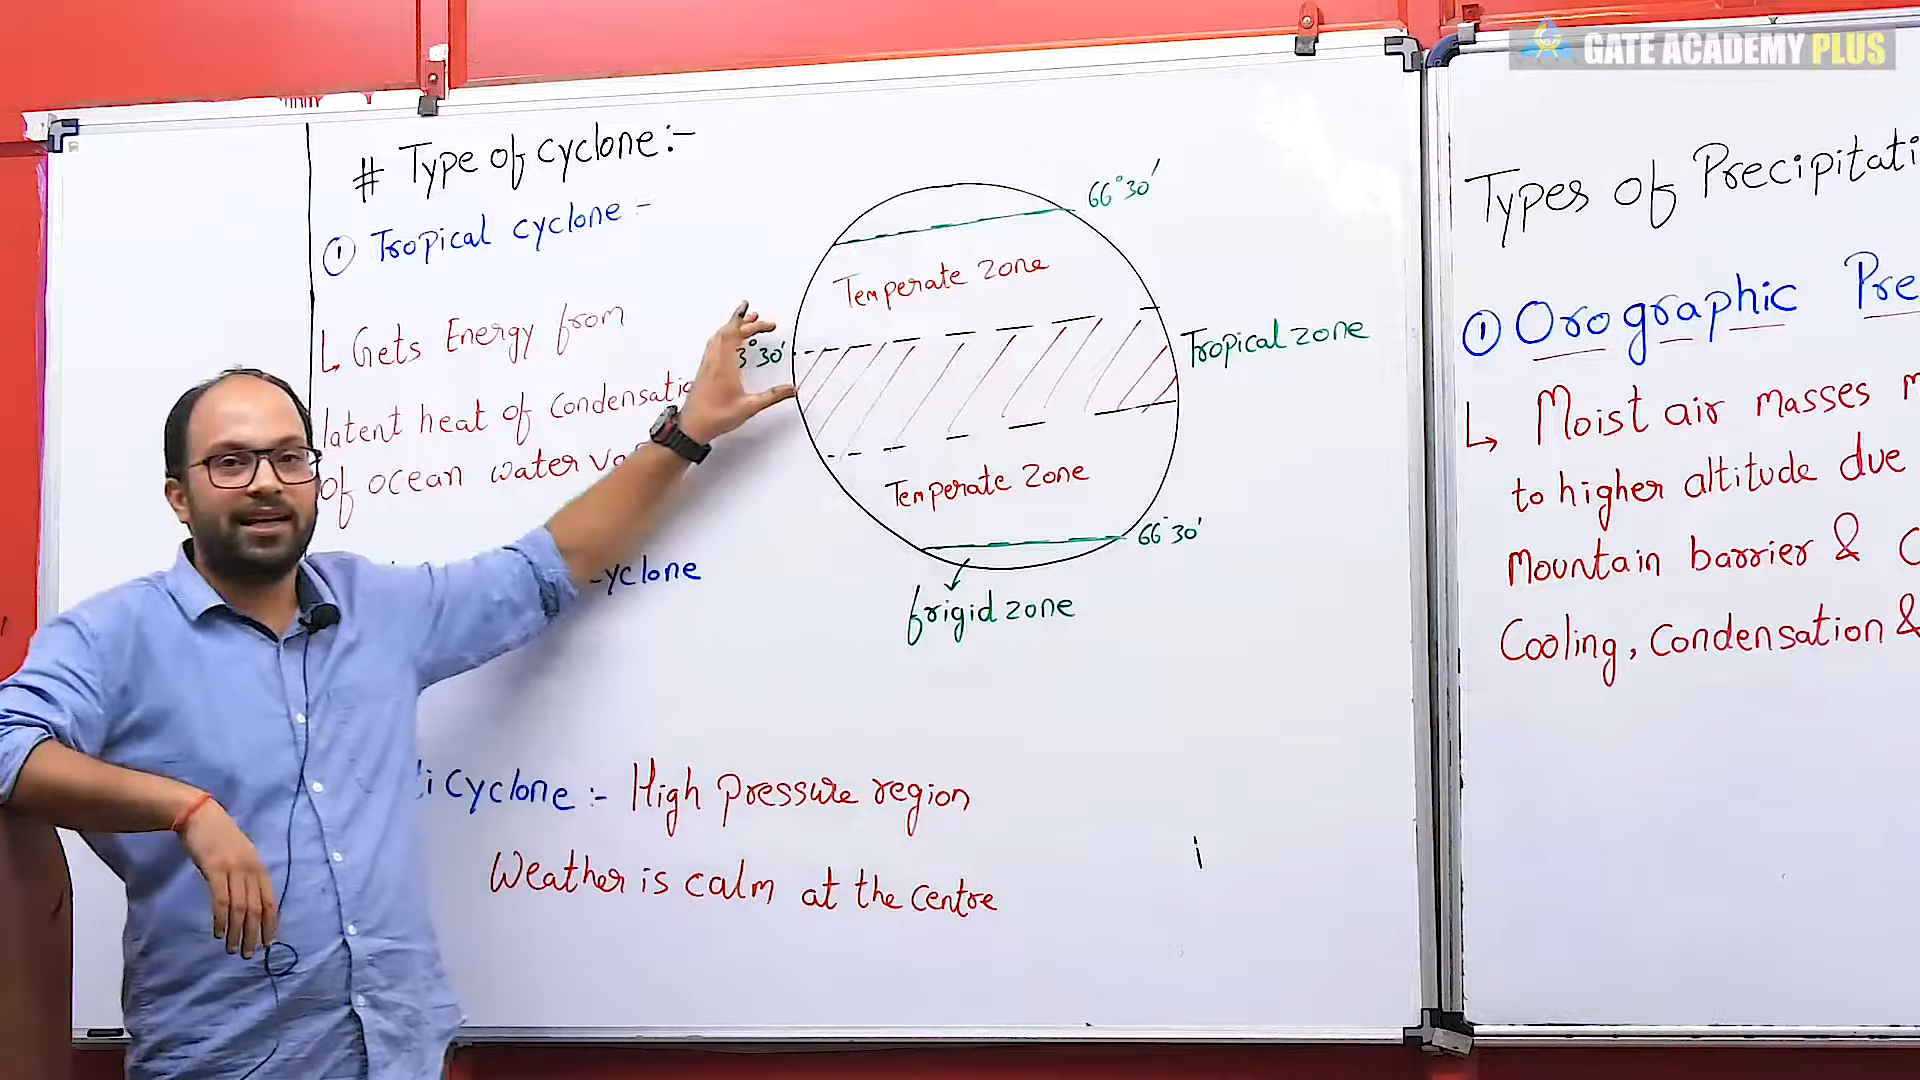 GATE ACADEMY PLUS
# Type of cyclone :-
① Tropical cyclone :-
↳ Gets Energy from
latent heat of Condensati
of ocean water
yclone
66°30'
Temperate zone
3°30'
Tropical zone
Temperate zone
66°30'
frigid zone
i Cyclone :- High pressure region
Weather is calm at the centre
i
Types of Precipitati
① Orographic Pre
↳ Moist air masses m
to higher altitude due
Mountain barrier & C
Cooling, Condensation &